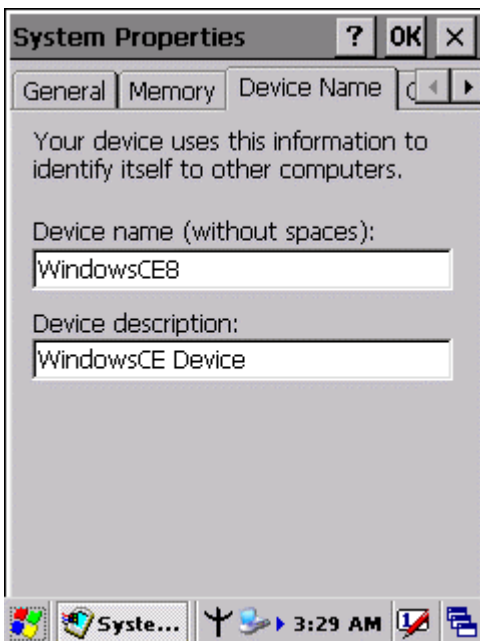 System Properties ? OK ×
General Memory Device Name
Your device uses this information to
identify itself to other computers.
Device name (without spaces):
WindowsCE8
Device description:
WindowsCE Device
Syste... 3:29 AM